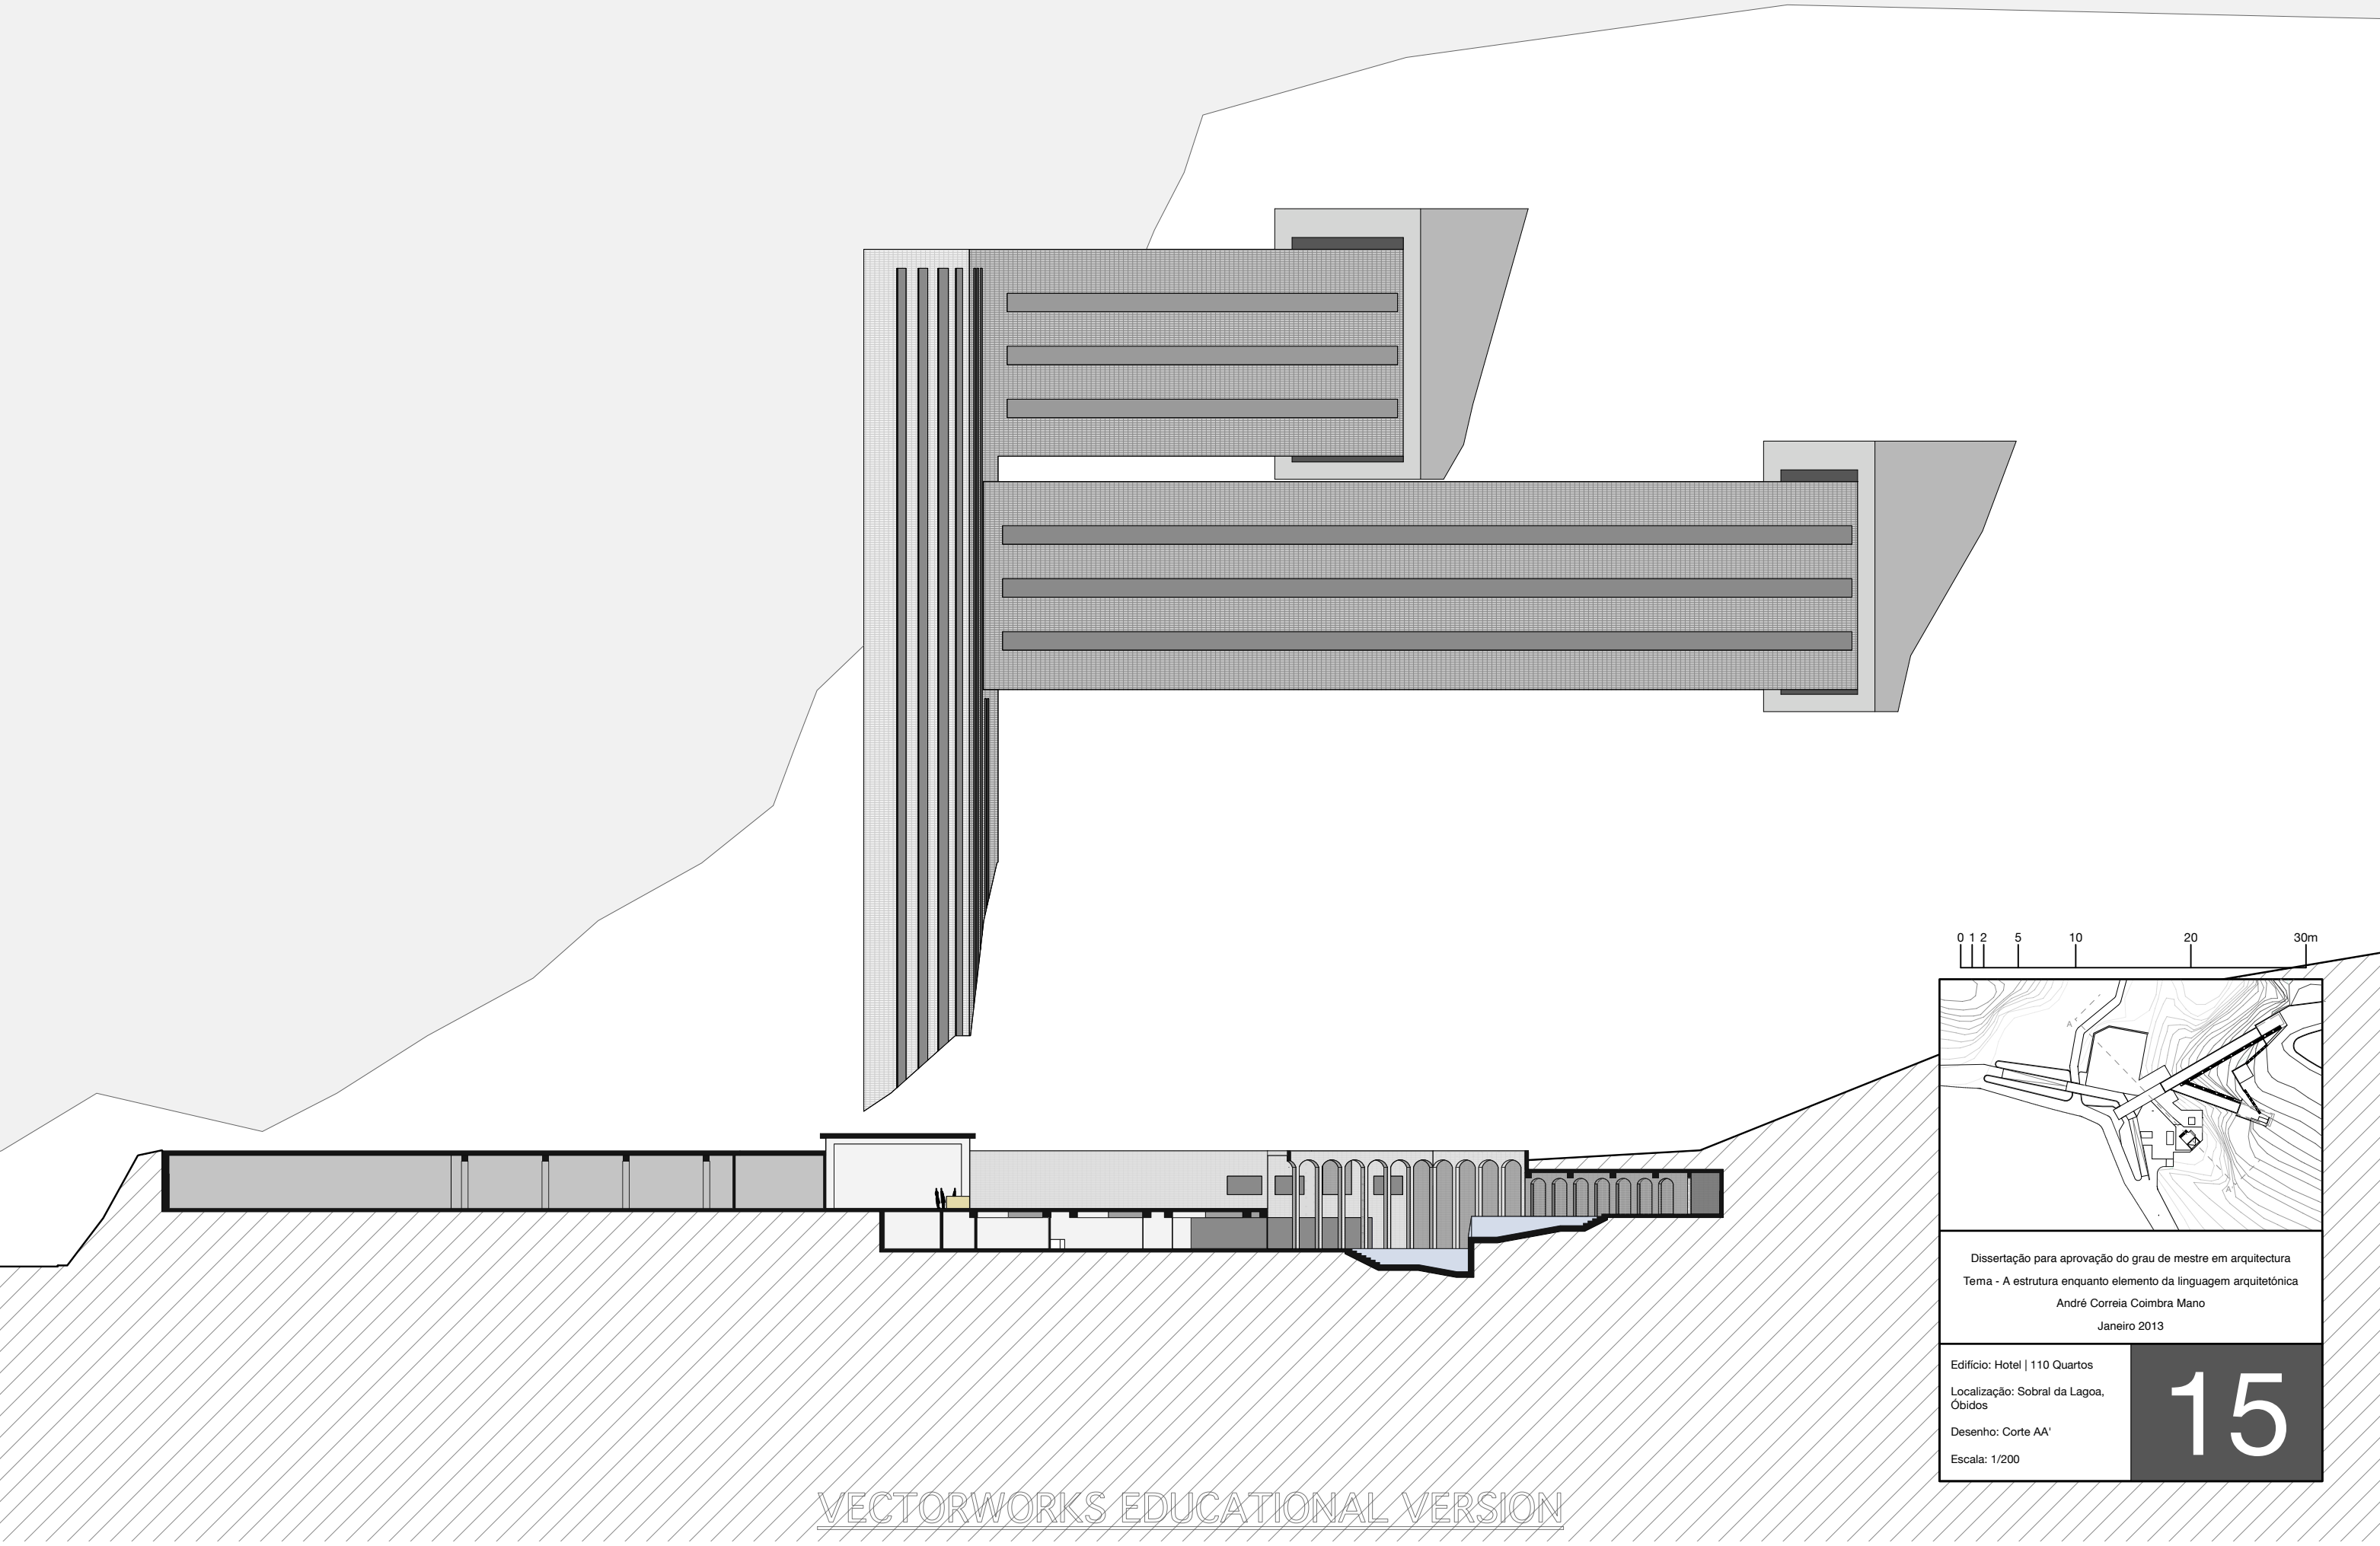 0 1 2 5 10 20 30m
A'
Dissertação para aprovação do grau de mestre em arquitectura
Tema - A estrutura enquanto elemento da linguagem arquitetónica
André Correia Coimbra Mano
Janeiro 2013
Edifício: Hotel | 110 Quartos
Localização: Sobral da Lagoa,
Óbidos
Desenho: Corte AA'
Escala: 1/200
15
VECTORWORKS EDUCATIONAL VERSION